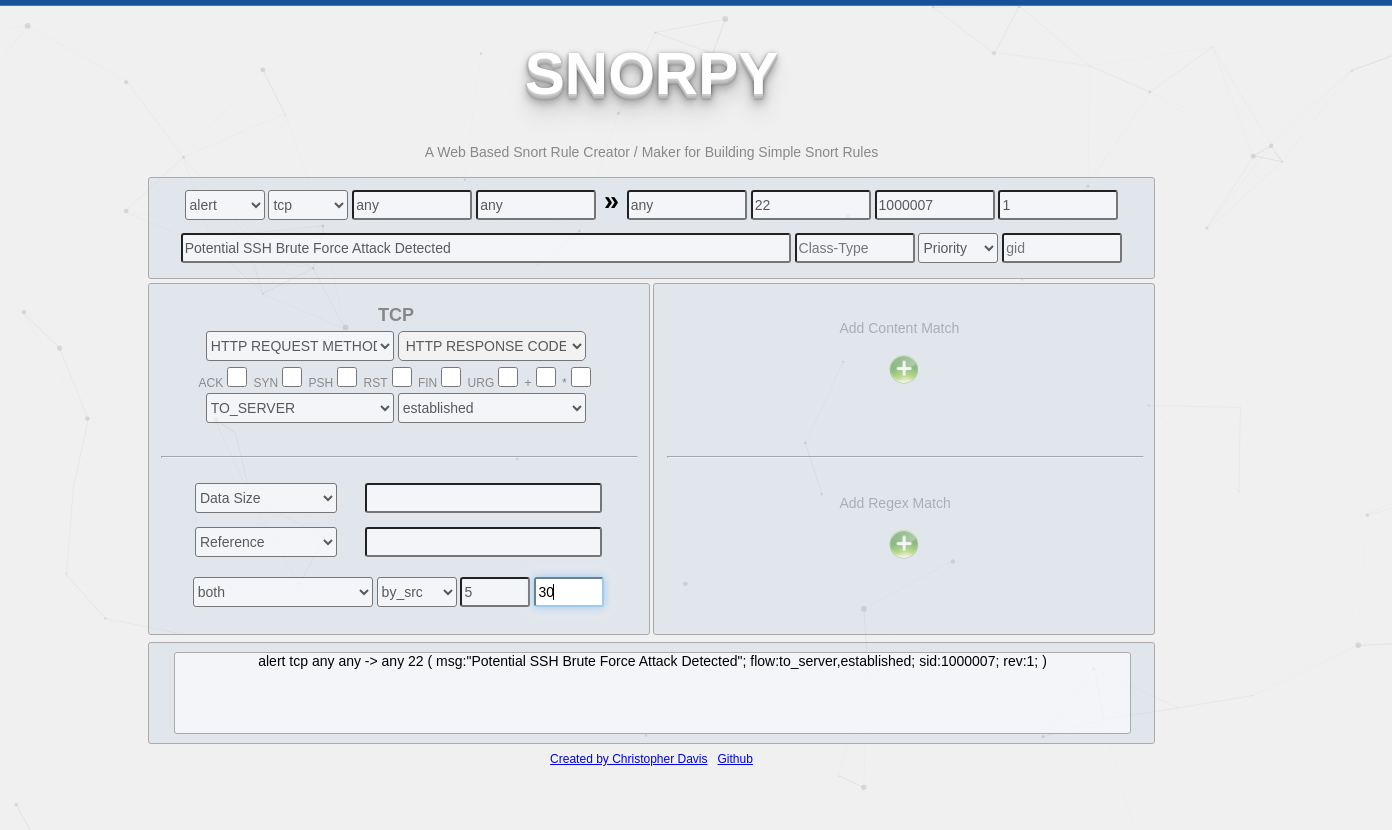 SNORPY
A Web Based Snort Rule Creator / Maker for Building Simple Snort Rules
alert tcp any any » any 22 1000007 1
Potential SSH Brute Force Attack Detected Class-Type Priority gid
TCP
HTTP REQUEST METHOD HTTP RESPONSE CODE
ACK SYN PSH RST FIN URG + *
TO_SERVER established
Data Size
Reference
both by_src 5 30
Add Content Match
Add Regex Match
alert tcp any any -> any 22 ( msg:"Potential SSH Brute Force Attack Detected"; flow:to_server,established; sid:1000007; rev:1; )
Created by Christopher Davis Github